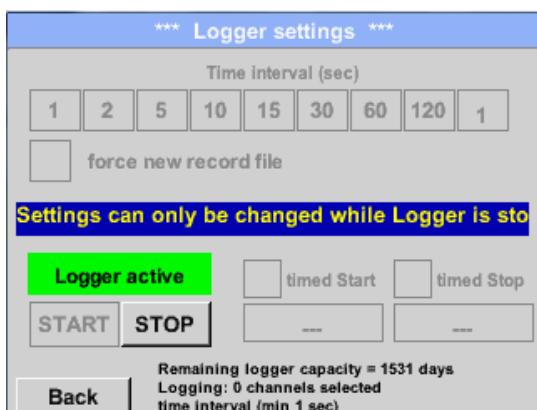 *** Logger settings ***
Time interval (sec)
1 2 5 10 15 30 60 120 1
force new record file
Settings can only be changed while Logger is sto
Logger active
timed Start timed Stop
START STOP --- ---
Remaining logger capacity = 1531 days
Logging: 0 channels selected
Back
time interval (min 1 sec)